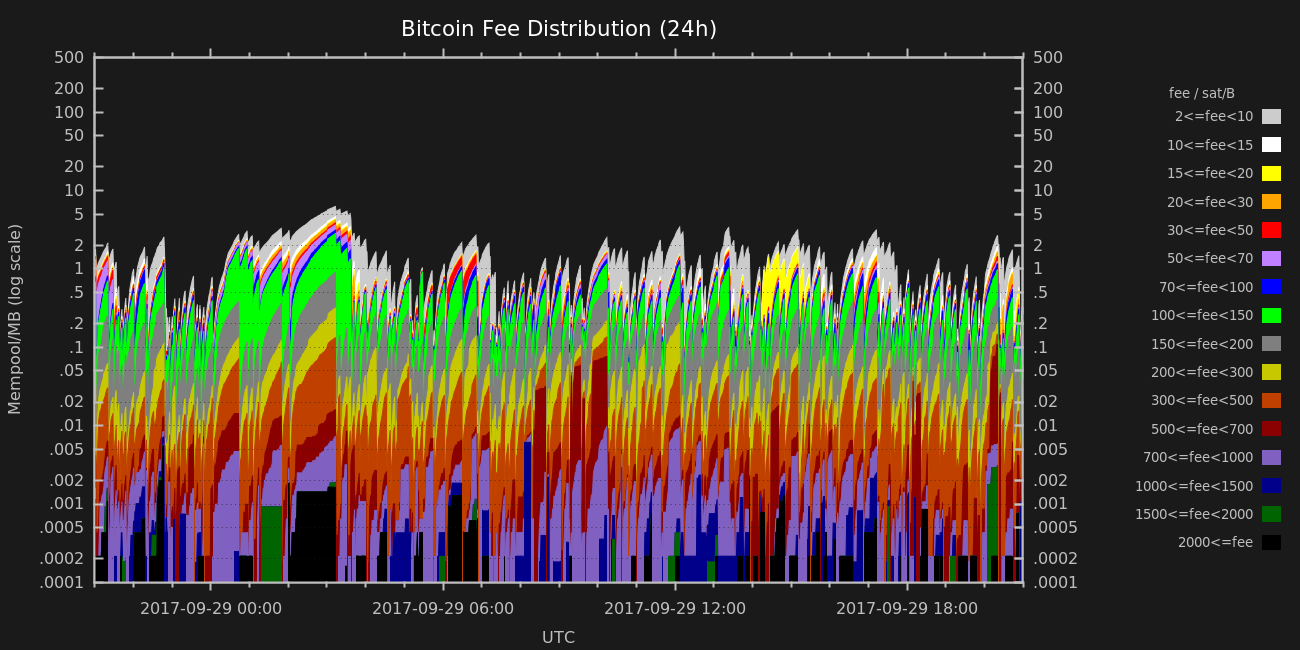 Bitcoin Fee Distribution (24h)
500
200
100
50
20
10
5
2
1
.5
.2
.1
.05
.02
.01
.005
.002
.001
.0005
.0002
.0001
Mempool/MB (log scale)
500
200
100
50
20
10
5
2
1
.5
.2
.1
.05
.02
.01
.005
.002
.001
.0005
.0002
.0001
2017-09-29 00:00
2017-09-29 06:00
2017-09-29 12:00
2017-09-29 18:00
UTC
fee / sat/B
2<=fee<10
10<=fee<15
15<=fee<20
20<=fee<30
30<=fee<50
50<=fee<70
70<=fee<100
100<=fee<150
150<=fee<200
200<=fee<300
300<=fee<500
500<=fee<700
700<=fee<1000
1000<=fee<1500
1500<=fee<2000
2000<=fee